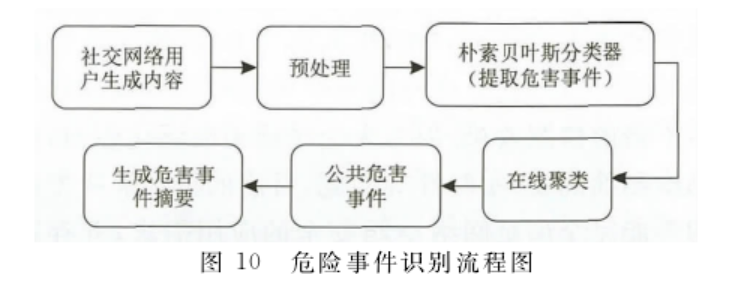 社交网络用
户生成内容
预处理
朴素贝叶斯分类器
(提取危害事件)
在线聚类
公共危害
事件
生成危害事
件摘要
图 10 危险事件识别流程图